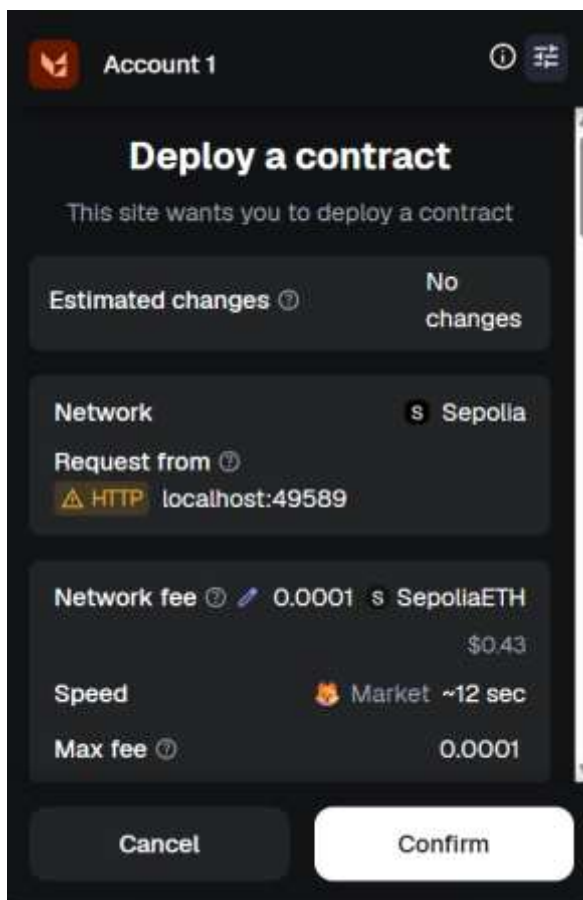 Account 1
Deploy a contract
This site wants you to deploy a contract
Estimated changes No changes
Network S Sepolia
Request from
HTTP localhost:49589
Network fee 0.0001 S SepoliaETH
$0.43
Speed Market ~12 sec
Max fee 0.0001
Cancel Confirm